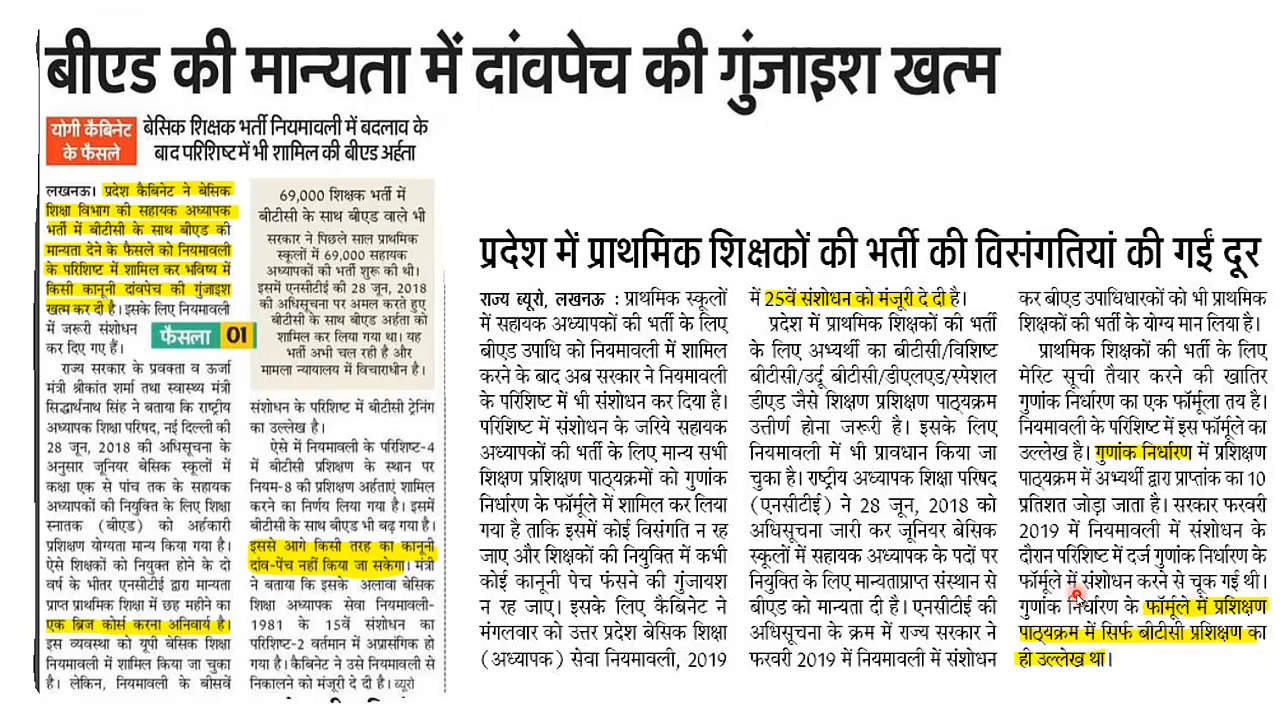 बीएड की मान्यता में दांवपेच की गुंजाइश खत्म
योगी कैबिनेट
के फैसले
बेसिक शिक्षक भर्ती नियमावली में बदलाव के
बाद परिशिष्ट में भी शामिल की बीएड अर्हता
लखनऊ। प्रदेश कैबिनेट ने बेसिक
शिक्षा विभाग की सहायक अध्यापक
भर्ती में बीटीसी के साथ बीएड की
मान्यता देने के फैसले को नियमावली
के परिशिष्ट में शामिल कर भविष्य में
किसी कानूनी दांवपेच की गुंजाइश
खत्म कर दी है। इसके लिए नियमावली
में जरूरी संशोधन
कर दिए गए हैं।
फैसला 01
राज्य सरकार के प्रवक्ता व ऊर्जा
मंत्री श्रीकांत शर्मा तथा स्वास्थ्य मंत्री
सिद्धार्थनाथ सिंह ने बताया कि राष्ट्रीय
अध्यापक शिक्षा परिषद, नई दिल्ली की
28 जून, 2018 की अधिसूचना के
अनुसार जूनियर बेसिक स्कूलों में
कक्षा एक से पांच तक के सहायक
अध्यापकों की नियुक्ति के लिए शिक्षा
स्नातक (बीएड) को अर्हकारी
प्रशिक्षण योग्यता मान्य किया गया है।
ऐसे शिक्षकों को नियुक्त होने के दो
वर्ष के भीतर एनसीटीई द्वारा मान्यता
प्राप्त प्राथमिक शिक्षा में छह महीने का
एक ब्रिज कोर्स करना अनिवार्य है।
इस व्यवस्था को यूपी बेसिक शिक्षा
नियमावली में शामिल किया जा चुका
है। लेकिन, नियमावली के बीसवें
69,000 शिक्षक भर्ती में
बीटीसी के साथ बीएड वाले भी
सरकार ने पिछले साल प्राथमिक
स्कूलों में 69,000 सहायक
अध्यापकों की भर्ती शुरू की थी।
इसमें एनसीटीई की 28 जून, 2018
की अधिसूचना पर अमल करते हुए
बीटीसी के साथ बीएड अर्हता को
शामिल कर लिया गया था। यह
भर्ती अभी चल रही है और
मामला न्यायालय में विचाराधीन है।
संशोधन के परिशिष्ट में बीटीसी ट्रेनिंग
का उल्लेख है।
ऐसे में नियमावली के परिशिष्ट-4
में बीटीसी प्रशिक्षण के स्थान पर
नियम-8 की प्रशिक्षण अर्हताएं शामिल
करने का निर्णय लिया गया है। इसमें
बीटीसी के साथ बीएड भी बढ़ गया है।
इससे आगे किसी तरह का कानूनी
दांव-पेंच नहीं किया जा सकेगा। मंत्री
ने बताया कि इसके अलावा बेसिक
शिक्षा अध्यापक सेवा नियमावली-
1981 के 15वें संशोधन का
परिशिष्ट-2 वर्तमान में अप्रासंगिक हो
गया है। कैबिनेट ने उसे नियमावली से
निकालने को मंजूरी दे दी है। ब्यूरो
प्रदेश में प्राथमिक शिक्षकों की भर्ती की विसंगतियां की गईं दूर
राज्य ब्यूरो, लखनऊ : प्राथमिक स्कूलों
में सहायक अध्यापकों की भर्ती के लिए
बीएड उपाधि को नियमावली में शामिल
करने के बाद अब सरकार ने नियमावली
के परिशिष्ट में भी संशोधन कर दिया है।
परिशिष्ट में संशोधन के जरिये सहायक
अध्यापकों की भर्ती के लिए मान्य सभी
शिक्षण प्रशिक्षण पाठ्यक्रमों को गुणांक
निर्धारण के फॉर्मूले में शामिल कर लिया
गया है ताकि इसमें कोई विसंगति न रह
जाए और शिक्षकों की नियुक्ति में कभी
कोई कानूनी पेच फंसने की गुंजायश
न रह जाए। इसके लिए कैबिनेट ने
मंगलवार को उत्तर प्रदेश बेसिक शिक्षा
(अध्यापक) सेवा नियमावली, 2019
में 25वें संशोधन को मंजूरी दे दी है।
प्रदेश में प्राथमिक शिक्षकों की भर्ती
के लिए अभ्यर्थी का बीटीसी/विशिष्ट
बीटीसी/उर्दू बीटीसी/डीएलएड/स्पेशल
डीएड जैसे शिक्षण प्रशिक्षण पाठ्यक्रम
उत्तीर्ण होना जरूरी है। इसके लिए
नियमावली में भी प्रावधान किया जा
चुका है। राष्ट्रीय अध्यापक शिक्षा परिषद
(एनसीटीई) ने 28 जून, 2018 को
अधिसूचना जारी कर जूनियर बेसिक
स्कूलों में सहायक अध्यापक के पदों पर
नियुक्ति के लिए मान्यताप्राप्त संस्थान से
बीएड को मान्यता दी है। एनसीटीई की
अधिसूचना के क्रम में राज्य सरकार ने
फरवरी 2019 में नियमावली में संशोधन
कर बीएड उपाधिधारकों को भी प्राथमिक
शिक्षकों की भर्ती के योग्य मान लिया है।
प्राथमिक शिक्षकों की भर्ती के लिए
मेरिट सूची तैयार करने की खातिर
गुणांक निर्धारण का एक फॉर्मूला तय है।
नियमावली के परिशिष्ट में इस फॉर्मूले का
उल्लेख है। गुणांक निर्धारण में प्रशिक्षण
पाठ्यक्रम में अभ्यर्थी द्वारा प्राप्तांक का 10
प्रतिशत जोड़ा जाता है। सरकार फरवरी
2019 में नियमावली में संशोधन के
दौरान परिशिष्ट में दर्ज गुणांक निर्धारण के
फॉर्मूले में संशोधन करने से चूक गई थी।
गुणांक निर्धारण के फॉर्मूले में प्रशिक्षण
पाठ्यक्रम में सिर्फ बीटीसी प्रशिक्षण का
ही उल्लेख था।